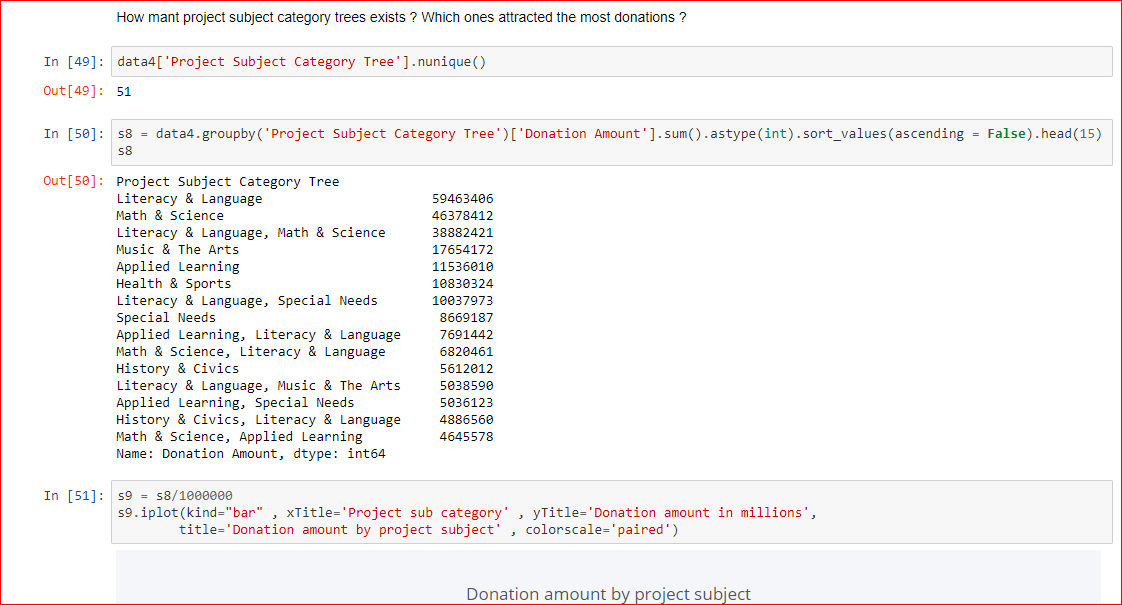 How mant project subject category trees exists ? Which ones attracted the most donations ?
In [49]: data4['Project Subject Category Tree'].nunique()
Out[49]: 51
In [50]: s8 = data4.groupby('Project Subject Category Tree')['Donation Amount'].sum().astype(int).sort_values(ascending = False).head(15)
s8
Out[50]: Project Subject Category Tree
Literacy & Language 59463406
Math & Science 46378412
Literacy & Language, Math & Science 38882421
Music & The Arts 17654172
Applied Learning 11536010
Health & Sports 10830324
Literacy & Language, Special Needs 10037973
Special Needs 8669187
Applied Learning, Literacy & Language 7691442
Math & Science, Literacy & Language 6820461
History & Civics 5612012
Literacy & Language, Music & The Arts 5038590
Applied Learning, Special Needs 5036123
History & Civics, Literacy & Language 4886560
Math & Science, Applied Learning 4645578
Name: Donation Amount, dtype: int64
In [51]: s9 = s8/1000000
s9.iplot(kind="bar" , xTitle='Project sub category' , yTitle='Donation amount in millions',
title='Donation amount by project subject' , colorscale='paired')
Donation amount by project subject